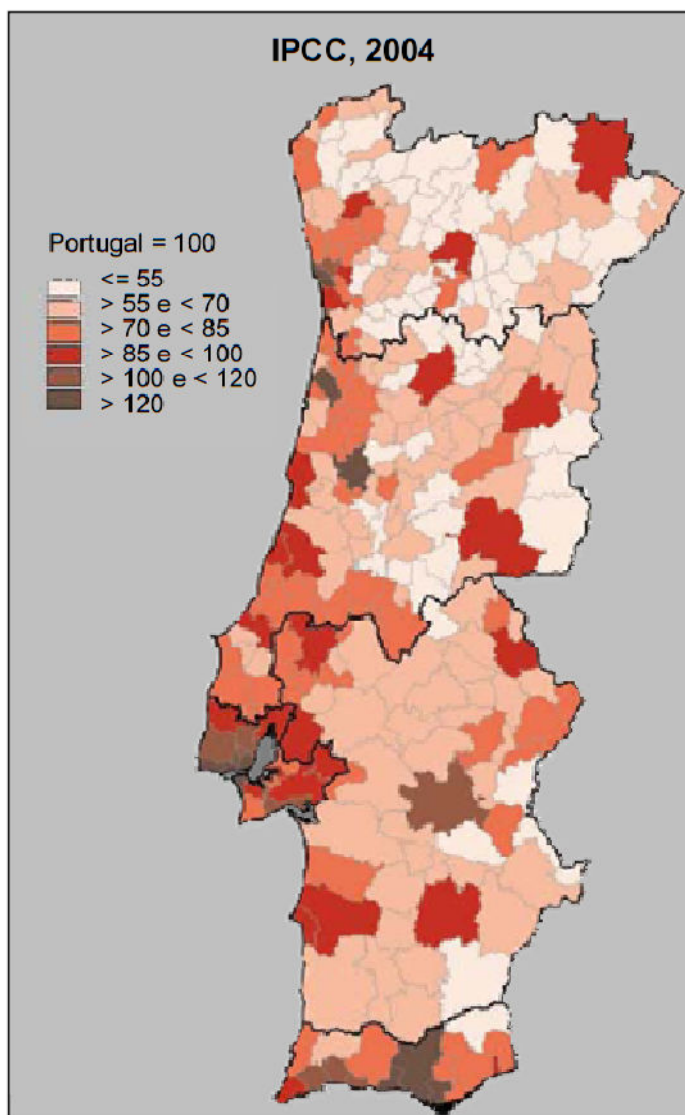 IPCC, 2004
Portugal = 100
<= 55
> 55 e < 70
> 70 e < 85
> 85 e < 100
> 100 e < 120
> 120